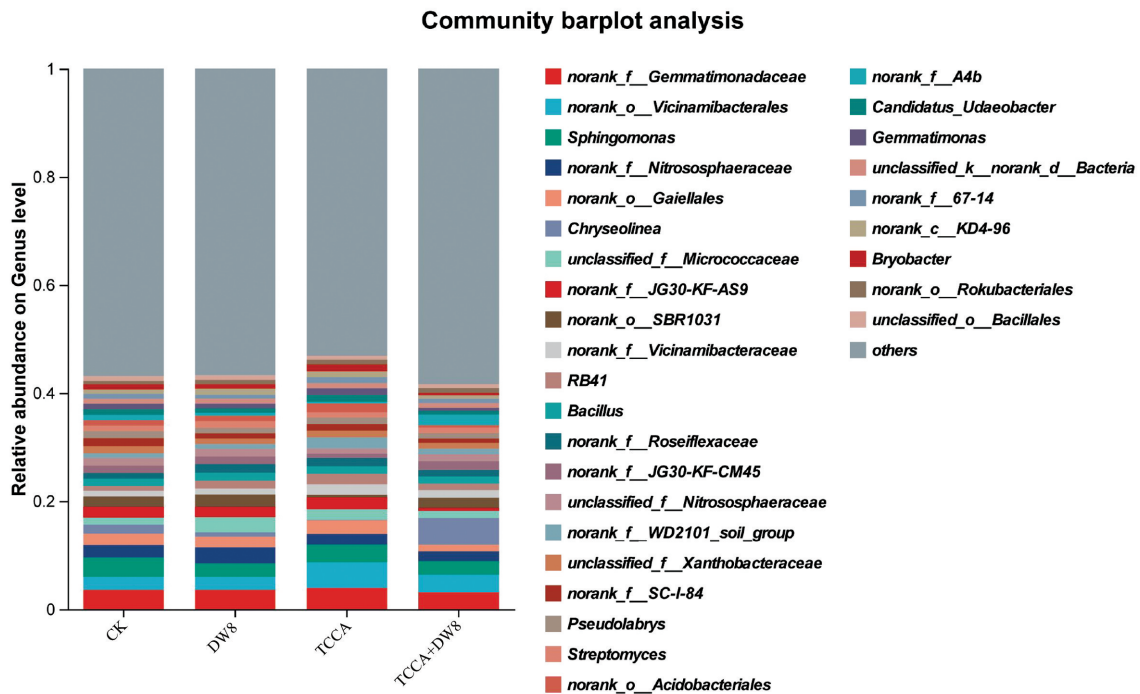 Community barplot analysis
Relative abundance on Genus level
1
0.8
0.6
0.4
0.2
0
CK
DW8
TCCA
TCCA+DW8
norank_f__Gemmatimonadaceae
norank_o__Vicinamibacterales
Sphingomonas
norank_f__Nitrososphaeraceae
norank_o__Gaiellales
Chryseolinea
unclassified_f__Micrococcaceae
norank_f__JG30-KF-AS9
norank_o__SBR1031
norank_f__Vicinamibacteraceae
RB41
Bacillus
norank_f__Roseiflexaceae
norank_f__JG30-KF-CM45
unclassified_f__Nitrososphaeraceae
norank_f__WD2101_soil_group
unclassified_f__Xanthobacteraceae
norank_f__SC-I-84
Pseudolabrys
Streptomyces
norank_o__Acidobacteriales
norank_f__A4b
Candidatus_Udaeobacter
Gemmatimonas
unclassified_k__norank_d__Bacteria
norank_f__67-14
norank_c__KD4-96
Bryobacter
norank_o__Rokubacteriales
unclassified_o__Bacillales
others